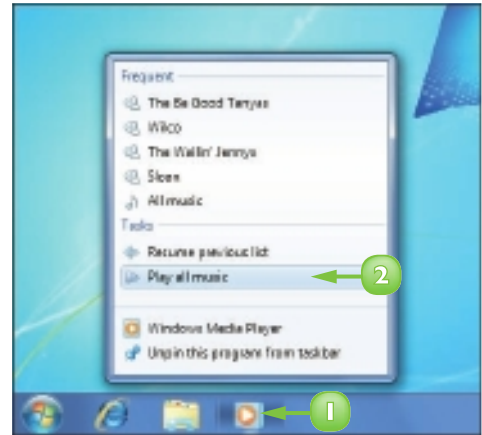 Frequent
The Be Good Tanyas
Wilco
The Wailin' Jennys
Sloan
All music
Tasks
Resume previous list
Play all music
2
Windows Media Player
Unpin this program from taskbar
1